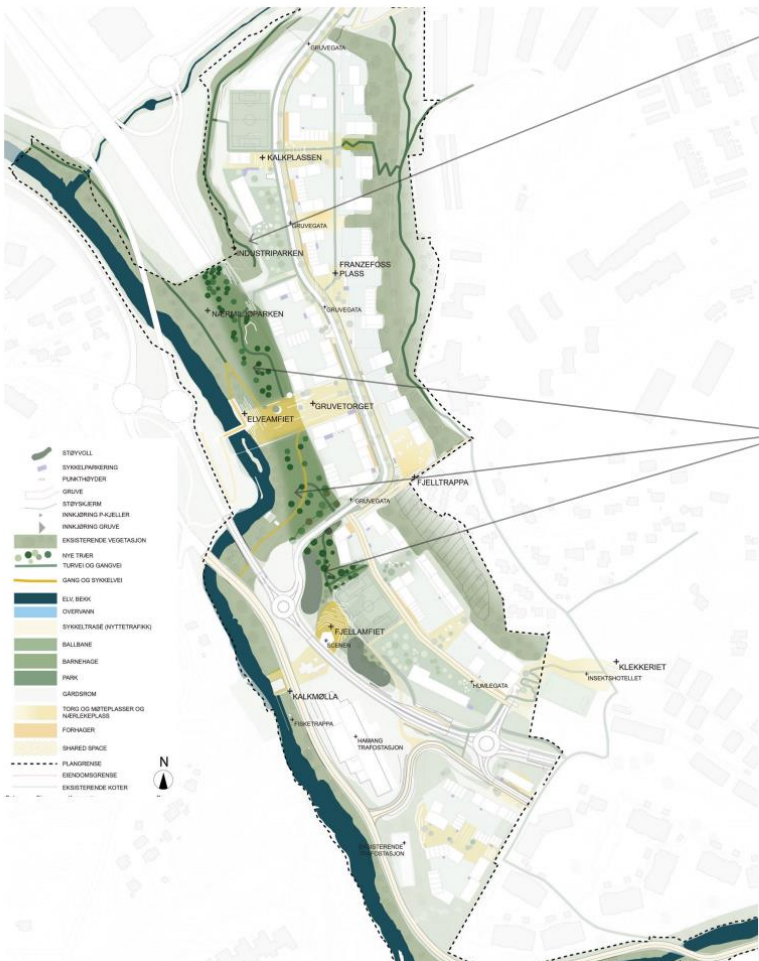 GRUVEGATA
KALKPLASSEN
GRUVEGATA
INDUSTRIPARKEN
FRANZEFOSS
PLASS
GRUVEGATA
NÆRMILJØPARKEN
GRUVETORGET
ELVEAMFIET
FJELLTRAPPA
GRUVEGATA
FJELLAMFIET
SCENEN
KLEKKERIET
INSEKTSHOTELLET
HUMLEGATA
KALKMØLLA
FISKETRAPPA
HAMANG
TRAFOSTASJON
EKSISTERENDE
TRAFOSTASJON
STØYVOLL
SYKKELPARKERING
PUNKTHØYDER
GRUVE
STØYSKJERM
INNKJØRING P-KJELLER
INNKJØRING GRUVE
EKSISTERENDE VEGETASJON
NYE TRÆR
TURVEI OG GANGVEI
GANG OG SYKKELVEI
ELV, BEKK
OVERVANN
SYKKELTRASÉ (NYTTETRAFIKK)
BALLBANE
BARNEHAGE
PARK
GÅRDSROM
TORG OG MØTEPLASSER OG
NÆRLEKEPLASS
FORHAGER
SHARED SPACE
PLANGRENSE
EIENDOMSGRENSE
EKSISTERENDE KOTER
N